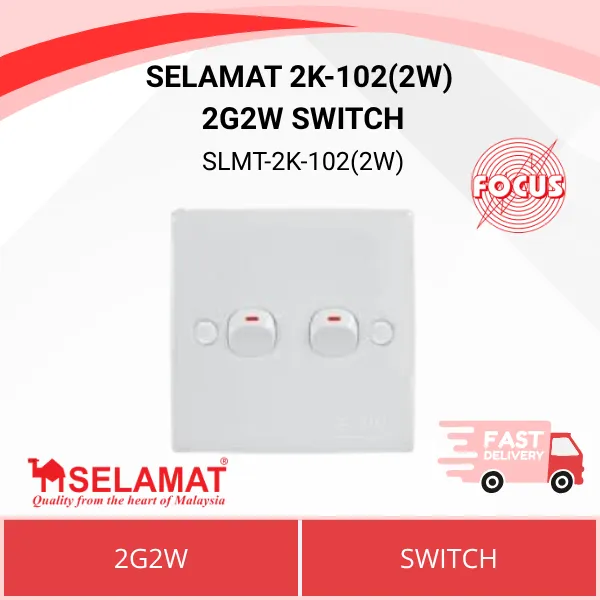 SELAMAT 2K-102(2W)
2G2W SWITCH
SLMT-2K-102(2W)
FOCUS
SELAMAT®
Quality from the heart of Malaysia
FAST
DELIVERY
2G2W
SWITCH